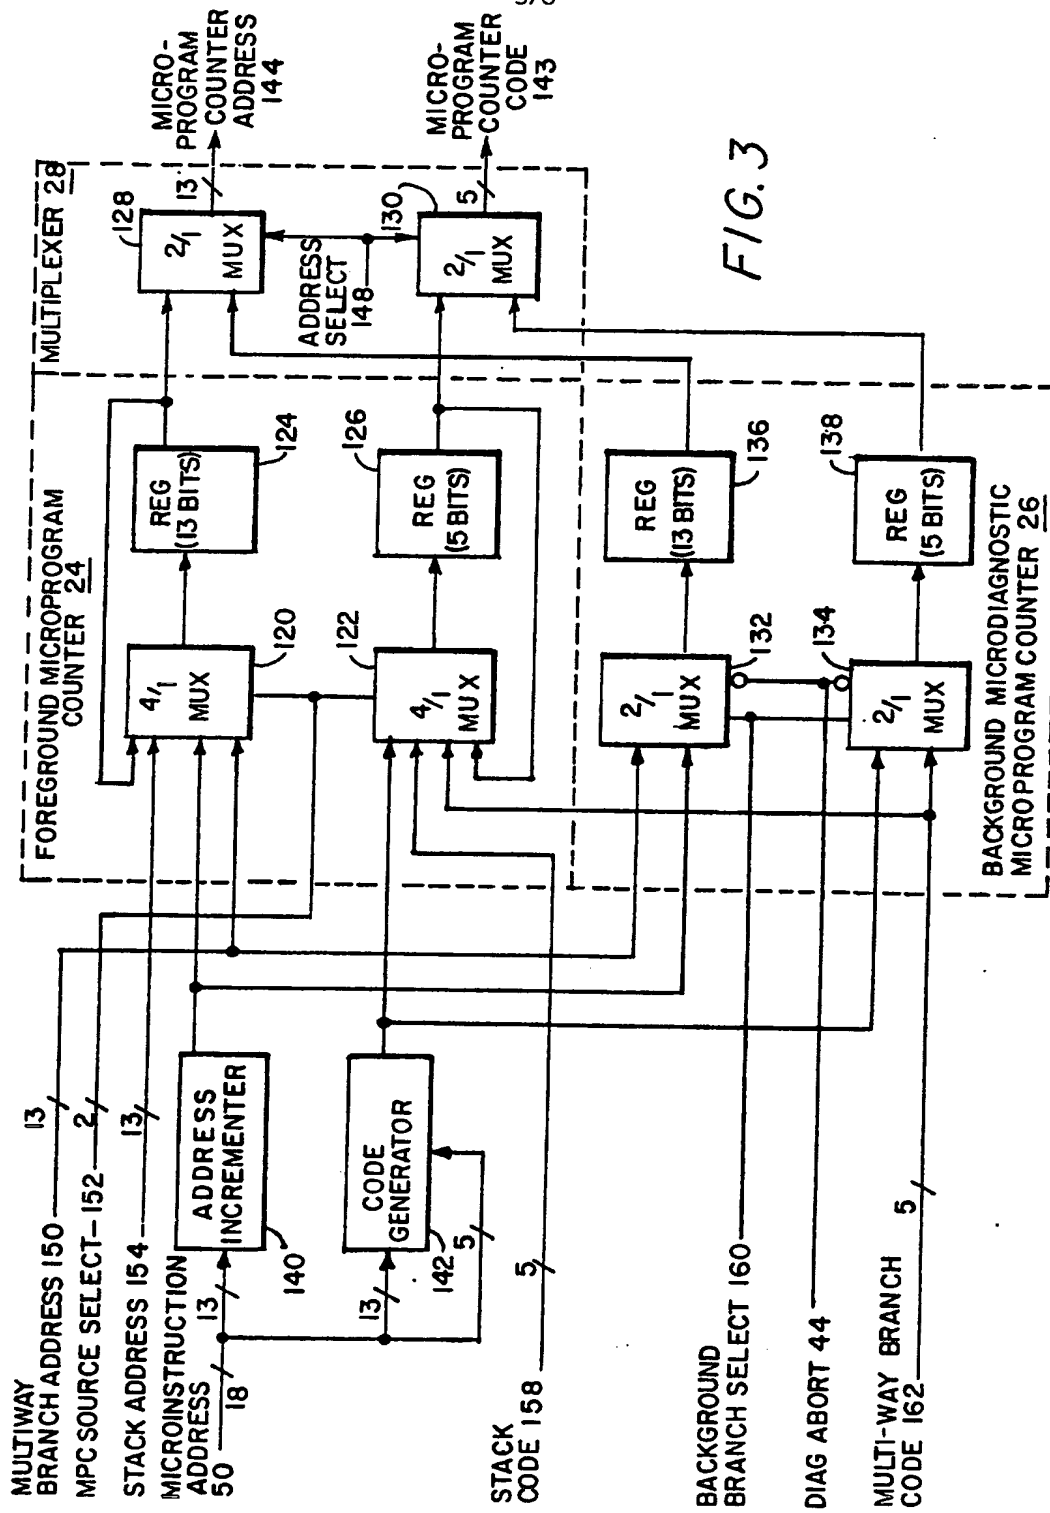 MULTIWAY
BRANCH ADDRESS 150
13
MPC SOURCE SELECT 152
2
STACK ADDRESS 154
13
MICROINSTRUCTION
ADDRESS
50
18
13
140
ADDRESS
INCREMENTER
13
142
5
CODE
GENERATOR
STACK
CODE 158
5
BACKGROUND
BRANCH SELECT 160
DIAG ABORT 44
MULTI-WAY BRANCH
CODE 162
5
FOREGROUND MICROPROGRAM
COUNTER 24
4/1
MUX
120
REG
(13 BITS)
124
4/1
MUX
122
REG
(5 BITS)
126
MULTIPLEXER 28
128
2/1
MUX
13
MICRO-
PROGRAM
COUNTER
ADDRESS
144
ADDRESS
SELECT
148
130
2/1
MUX
5
MICRO-
PROGRAM
COUNTER
CODE
143
2/1
MUX
132
REG
(13 BITS)
136
2/1
MUX
134
REG
(5 BITS)
138
BACKGROUND MICRODIAGNOSTIC
MICROPROGRAM COUNTER 26
FIG. 3